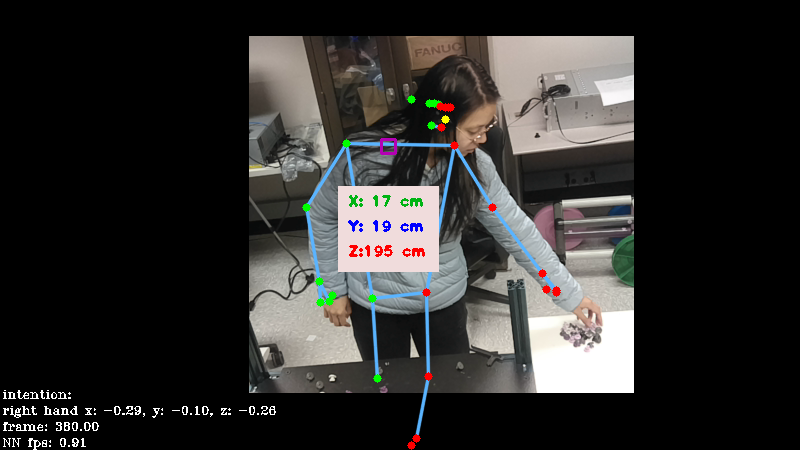 FANUC
X: 17 cm
Y: 19 cm
Z:195 cm
intention:
right hand x: -0.29, y: -0.10, z: -0.26
frame: 380.00
NN fps: 0.91